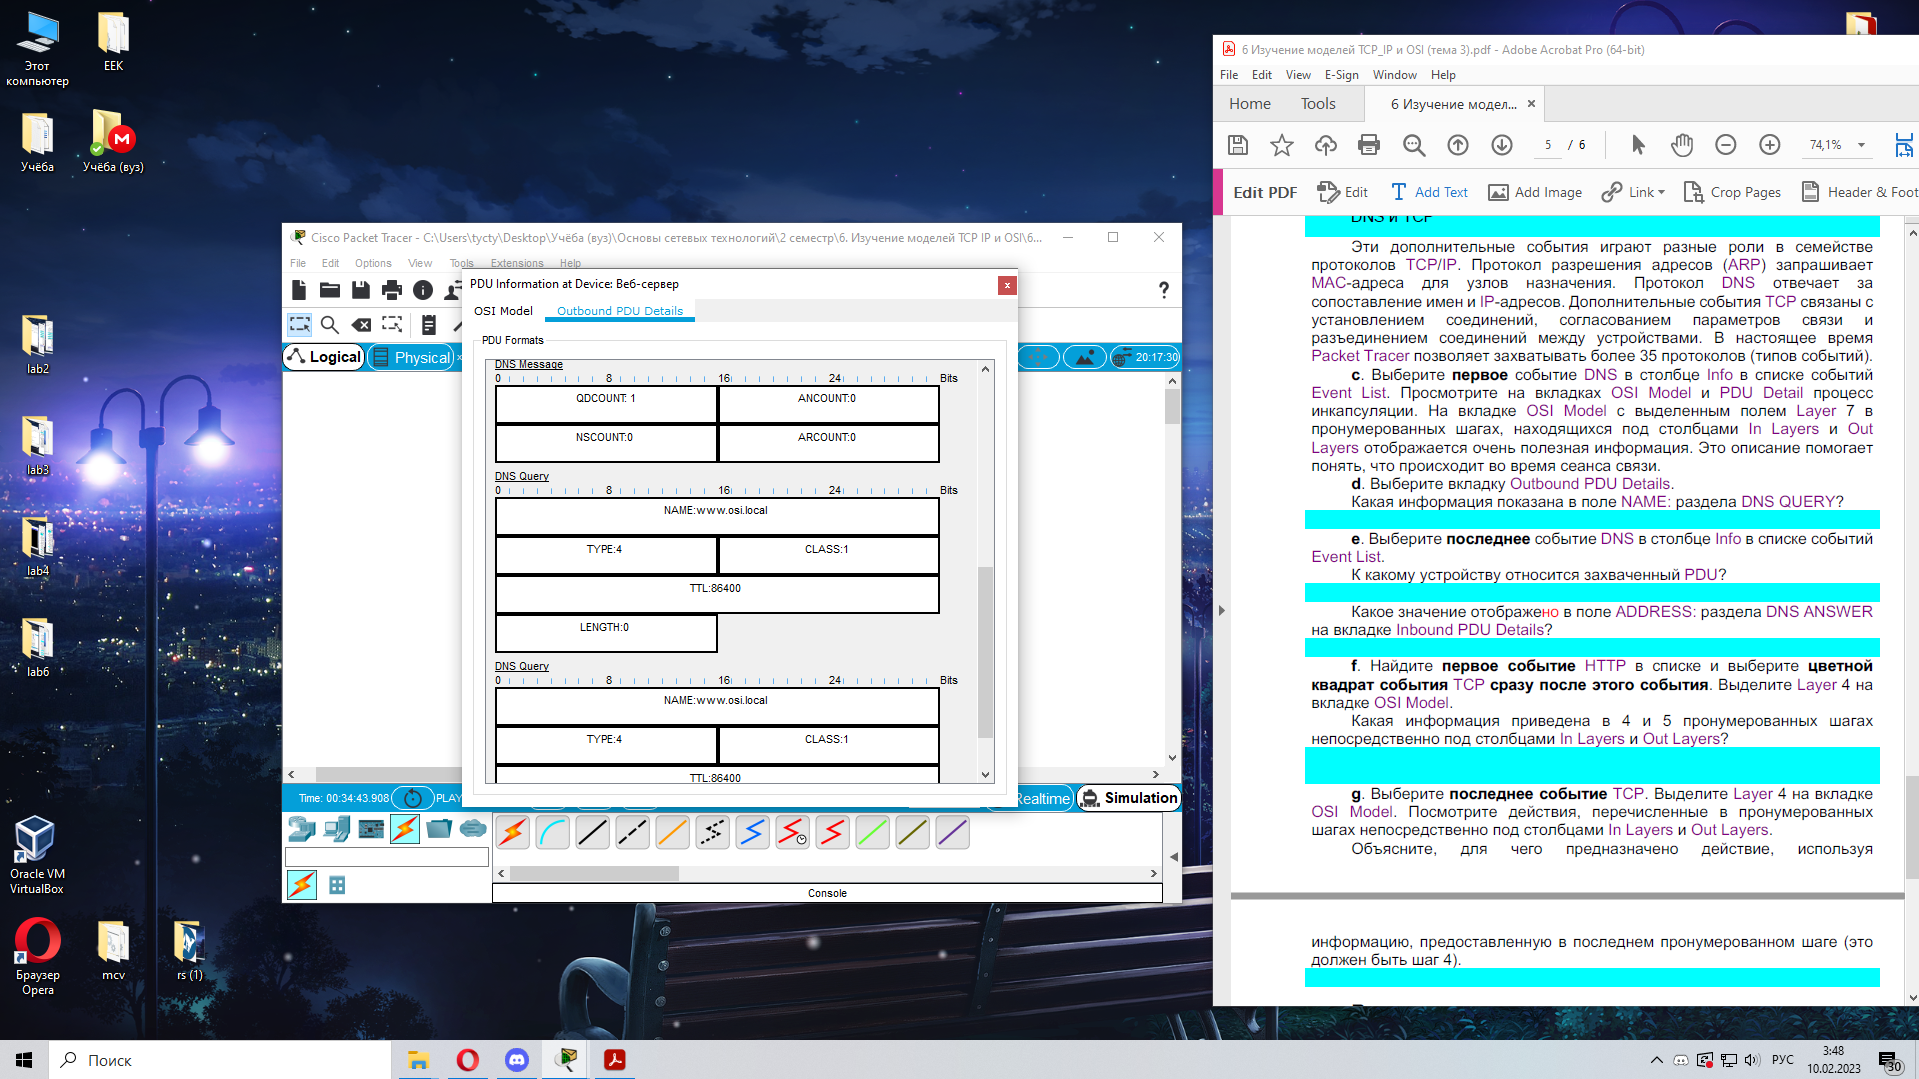 Этот
компьютер
EEK
Учёба
Учёба (вуз)
lab2
lab3
lab4
lab6
Oracle VM
VirtualBox
Браузер
Opera
mcv
rs (1)
Cisco Packet Tracer - C:\Users\tycty\Desktop\Учёба (вуз)\Основы сетевых технологий\2 семестр\6. Изучение моделей TCP IP и OSI\6...
File Edit Options View Tools Extensions Help
Logical
Physical
20:17:30
PDU Information at Device: Веб-сервер
x
OSI Model
Outbound PDU Details
PDU Formats
DNS Message
0 8 16 24 Bits
QDCOUNT: 1 ANCOUNT:0
NSCOUNT:0 ARCOUNT:0
DNS Query
0 8 16 24 Bits
NAME:www.osi.local
TYPE:4 CLASS:1
TTL:86400
LENGTH:0
DNS Query
0 8 16 24 Bits
NAME:www.osi.local
TYPE:4 CLASS:1
TTL:86400
Time: 00:34:43.908
PLAY
Realtime
Simulation
Console
6 Изучение моделей TCP_IP и OSI (тема 3).pdf - Adobe Acrobat Pro (64-bit)
File Edit View E-Sign Window Help
Home Tools 6 Изучение модел... ×
5 / 6 74,1%
Edit PDF Edit Add Text Add Image Link Crop Pages Header & Foot
DNS и TCP
Эти дополнительные события играют разные роли в семействе
протоколов TCP/IP. Протокол разрешения адресов (ARP) запрашивает
MAC-адреса для узлов назначения. Протокол DNS отвечает за
сопоставление имен и IP-адресов. Дополнительные события TCP связаны с
установлением соединений, согласованием параметров связи и
разъединением соединений между устройствами. В настоящее время
Packet Tracer позволяет захватывать более 35 протоколов (типов событий).
c. Выберите первое событие DNS в столбце Info в списке событий
Event List. Просмотрите на вкладках OSI Model и PDU Detail процесс
инкапсуляции. На вкладке OSI Model с выделенным полем Layer 7 в
пронумерованных шагах, находящихся под столбцами In Layers и Out
Layers отображается очень полезная информация. Это описание помогает
понять, что происходит во время сеанса связи.
d. Выберите вкладку Outbound PDU Details.
Какая информация показана в поле NAME: раздела DNS QUERY?
e. Выберите последнее событие DNS в столбце Info в списке событий
Event List.
К какому устройству относится захваченный PDU?
Какое значение отображено в поле ADDRESS: раздела DNS ANSWER
на вкладке Inbound PDU Details?
f. Найдите первое событие HTTP в списке и выберите цветной
квадрат события TCP сразу после этого события. Выделите Layer 4 на
вкладке OSI Model.
Какая информация приведена в 4 и 5 пронумерованных шагах
непосредственно под столбцами In Layers и Out Layers?
g. Выберите последнее событие TCP. Выделите Layer 4 на вкладке
OSI Model. Посмотрите действия, перечисленные в пронумерованных
шагах непосредственно под столбцами In Layers и Out Layers.
Объясните, для чего предназначено действие, используя
информацию, предоставленную в последнем пронумерованном шаге (это
должен быть шаг 4).
Поиск
РУС
3:48
10.02.2023
30